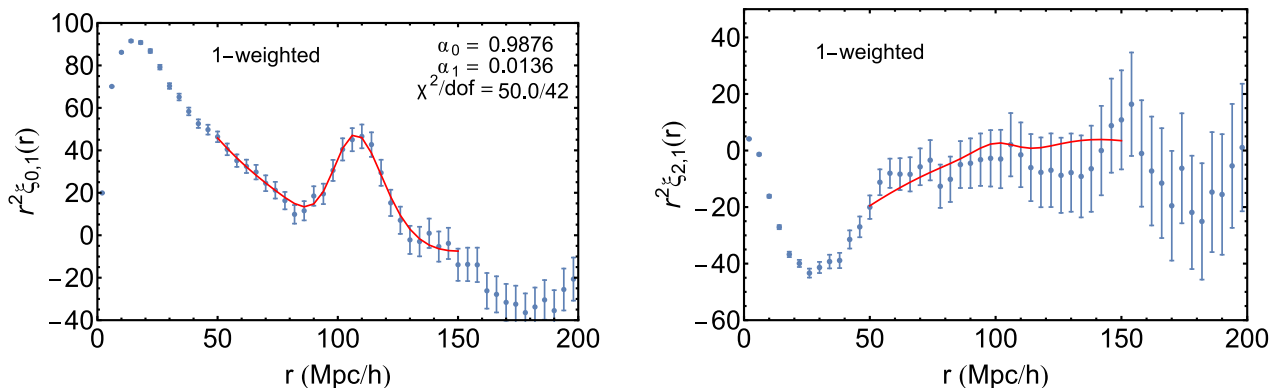 1-weighted
α₀ = 0.9876
α₁ = 0.0136
χ²/dof = 50.0/42
r²ξ₀,₁(r)
100
80
60
40
20
0
−20
−40
0 50 100 150 200
r (Mpc/h)
1-weighted
r²ξ₂,₁(r)
40
20
0
−20
−40
−60
0 50 100 150 200
r (Mpc/h)